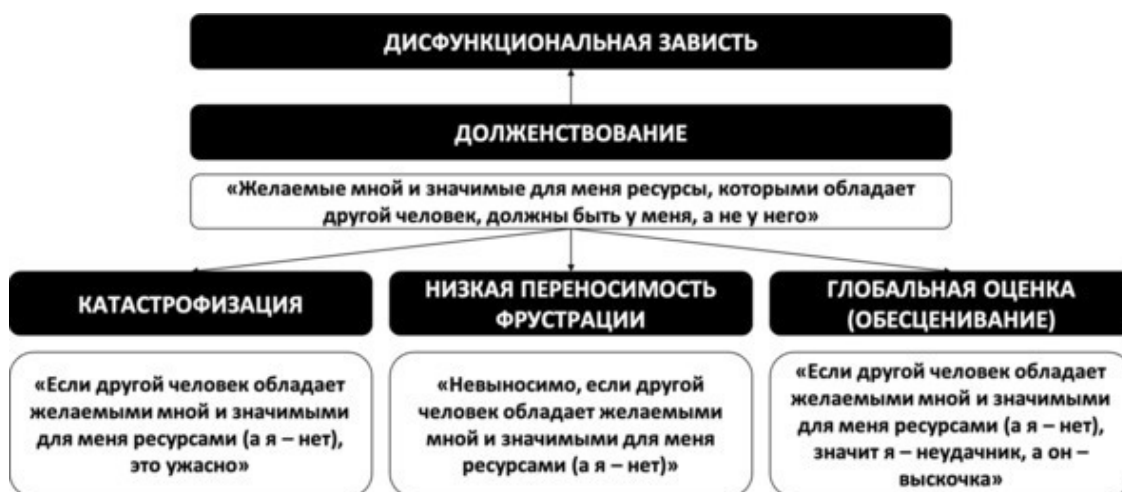 ДИСФУНКЦИОНАЛЬНАЯ ЗАВИСТЬ
ДОЛЖЕНСТВОВАНИЕ
«Желаемые мной и значимые для меня ресурсы, которыми обладает
другой человек, должны быть у меня, а не у него»
КАТАСТРОФИЗАЦИЯ
«Если другой человек обладает
желаемыми мной и значимыми
для меня ресурсами (а я – нет),
это ужасно»
НИЗКАЯ ПЕРЕНОСИМОСТЬ
ФРУСТРАЦИИ
«Невыносимо, если другой
человек обладает желаемыми
мной и значимыми для меня
ресурсами (а я – нет)»
ГЛОБАЛЬНАЯ ОЦЕНКА
(ОБЕСЦЕНИВАНИЕ)
«Если другой человек обладает
желаемыми мной и значимыми
для меня ресурсами (а я – нет),
значит я – неудачник, а он –
выскочка»